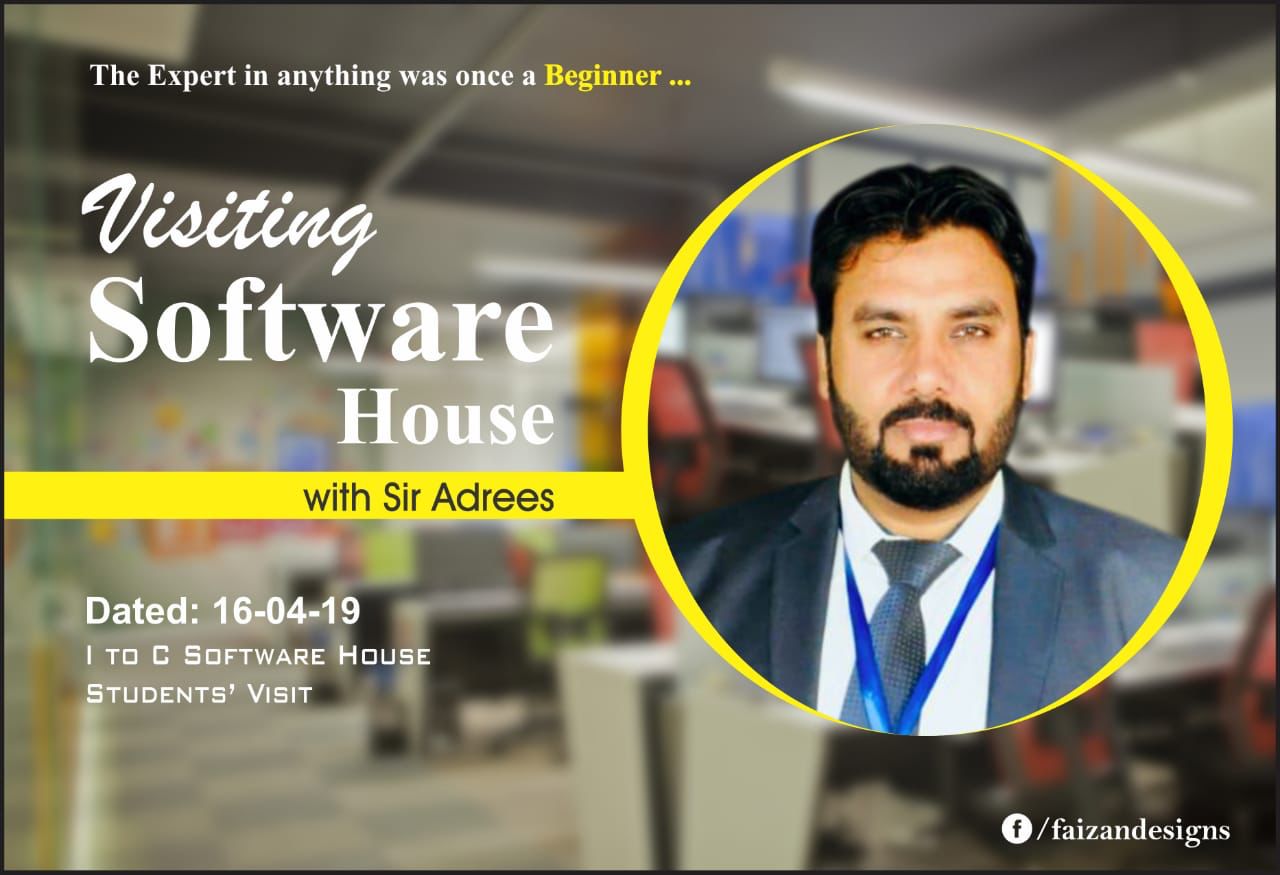 The Expert in anything was once a Beginner ...
Visiting
Software
House
with Sir Adrees
Dated: 16-04-19
I to C Software House
Students' Visit
f /faizandesigns